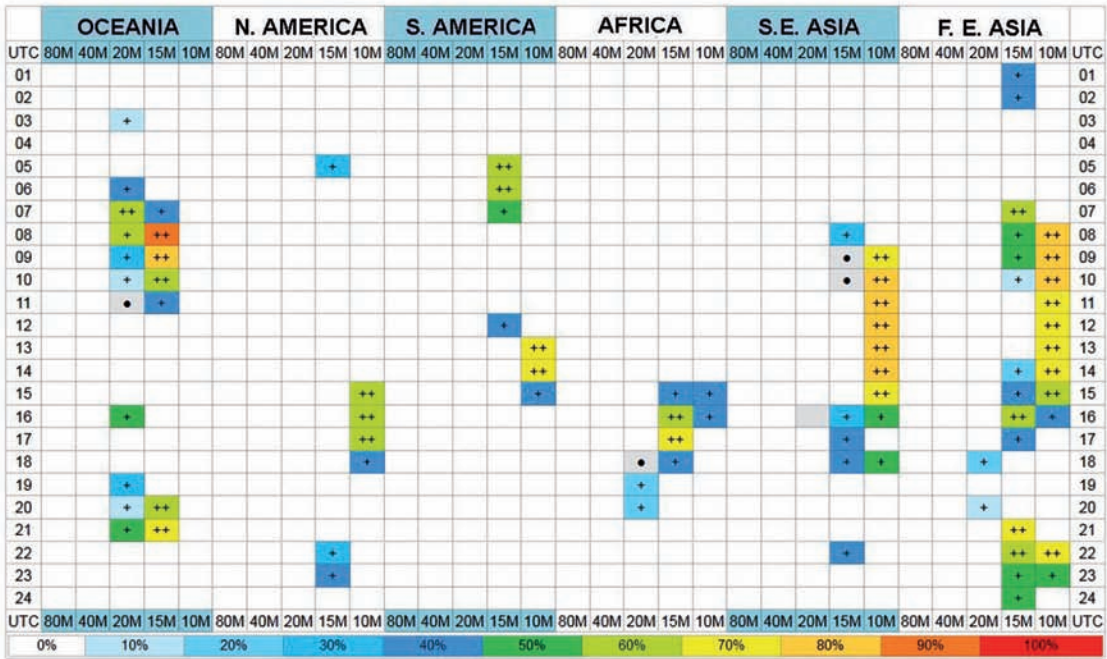 OCEANIA N. AMERICA S. AMERICA AFRICA S.E. ASIA F. E. ASIA
UTC 80M 40M 20M 15M 10M 80M 40M 20M 15M 10M 80M 40M 20M 15M 10M 80M 40M 20M 15M 10M 80M 40M 20M 15M 10M 80M 40M 20M 15M 10M UTC
01 + 01
02 + 02
03 + 03
04 04
05 + ++ 05
06 + ++ 06
07 ++ + + ++ 07
08 + ++ + + ++ 08
09 + ++ ● ++ + ++ 09
10 + ++ ● ++ + ++ 10
11 ● + ++ ++ 11
12 + ++ ++ 12
13 ++ ++ ++ 13
14 ++ ++ + ++ 14
15 ++ + + + ++ + ++ 15
16 + ++ ++ + + + ++ + 16
17 ++ ++ + + 17
18 + ● + + + + 18
19 + + 19
20 + ++ + + 20
21 + ++ ++ 21
22 + + ++ ++ 22
23 + + + 23
24 + 24
UTC 80M 40M 20M 15M 10M 80M 40M 20M 15M 10M 80M 40M 20M 15M 10M 80M 40M 20M 15M 10M 80M 40M 20M 15M 10M 80M 40M 20M 15M 10M UTC
0% 10% 20% 30% 40% 50% 60% 70% 80% 90% 100%